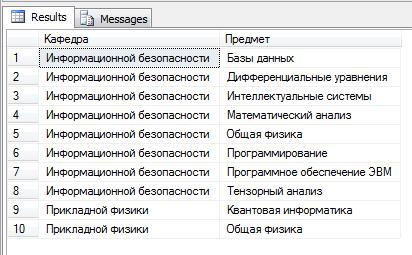 Results Messages
Кафедра Предмет
1 Информационной безопасности Базы данных
2 Информационной безопасности Дифференциальные уравнения
3 Информационной безопасности Интеллектуальные системы
4 Информационной безопасности Математический анализ
5 Информационной безопасности Общая физика
6 Информационной безопасности Программирование
7 Информационной безопасности Программное обеспечение ЭВМ
8 Информационной безопасности Тензорный анализ
9 Прикладной физики Квантовая информатика
10 Прикладной физики Общая физика